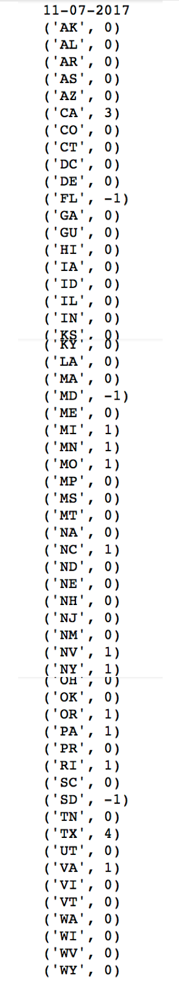 11-07-2017
('AK', 0)
('AL', 0)
('AR', 0)
('AS', 0)
('AZ', 0)
('CA', 3)
('CO', 0)
('CT', 0)
('DC', 0)
('DE', 0)
('FL', -1)
('GA', 0)
('GU', 0)
('HI', 0)
('IA', 0)
('ID', 0)
('IL', 0)
('IN', 0)
('KS', 0)
('KY', 0)
('LA', 0)
('MA', 0)
('MD', -1)
('ME', 0)
('MI', 1)
('MN', 1)
('MO', 1)
('MP', 0)
('MS', 0)
('MT', 0)
('NA', 0)
('NC', 1)
('ND', 0)
('NE', 0)
('NH', 0)
('NJ', 0)
('NM', 0)
('NV', 1)
('NY', 1)
('OH', 0)
('OK', 0)
('OR', 1)
('PA', 1)
('PR', 0)
('RI', 1)
('SC', 0)
('SD', -1)
('TN', 0)
('TX', 4)
('UT', 0)
('VA', 1)
('VI', 0)
('VT', 0)
('WA', 0)
('WI', 0)
('WV', 0)
('WY', 0)